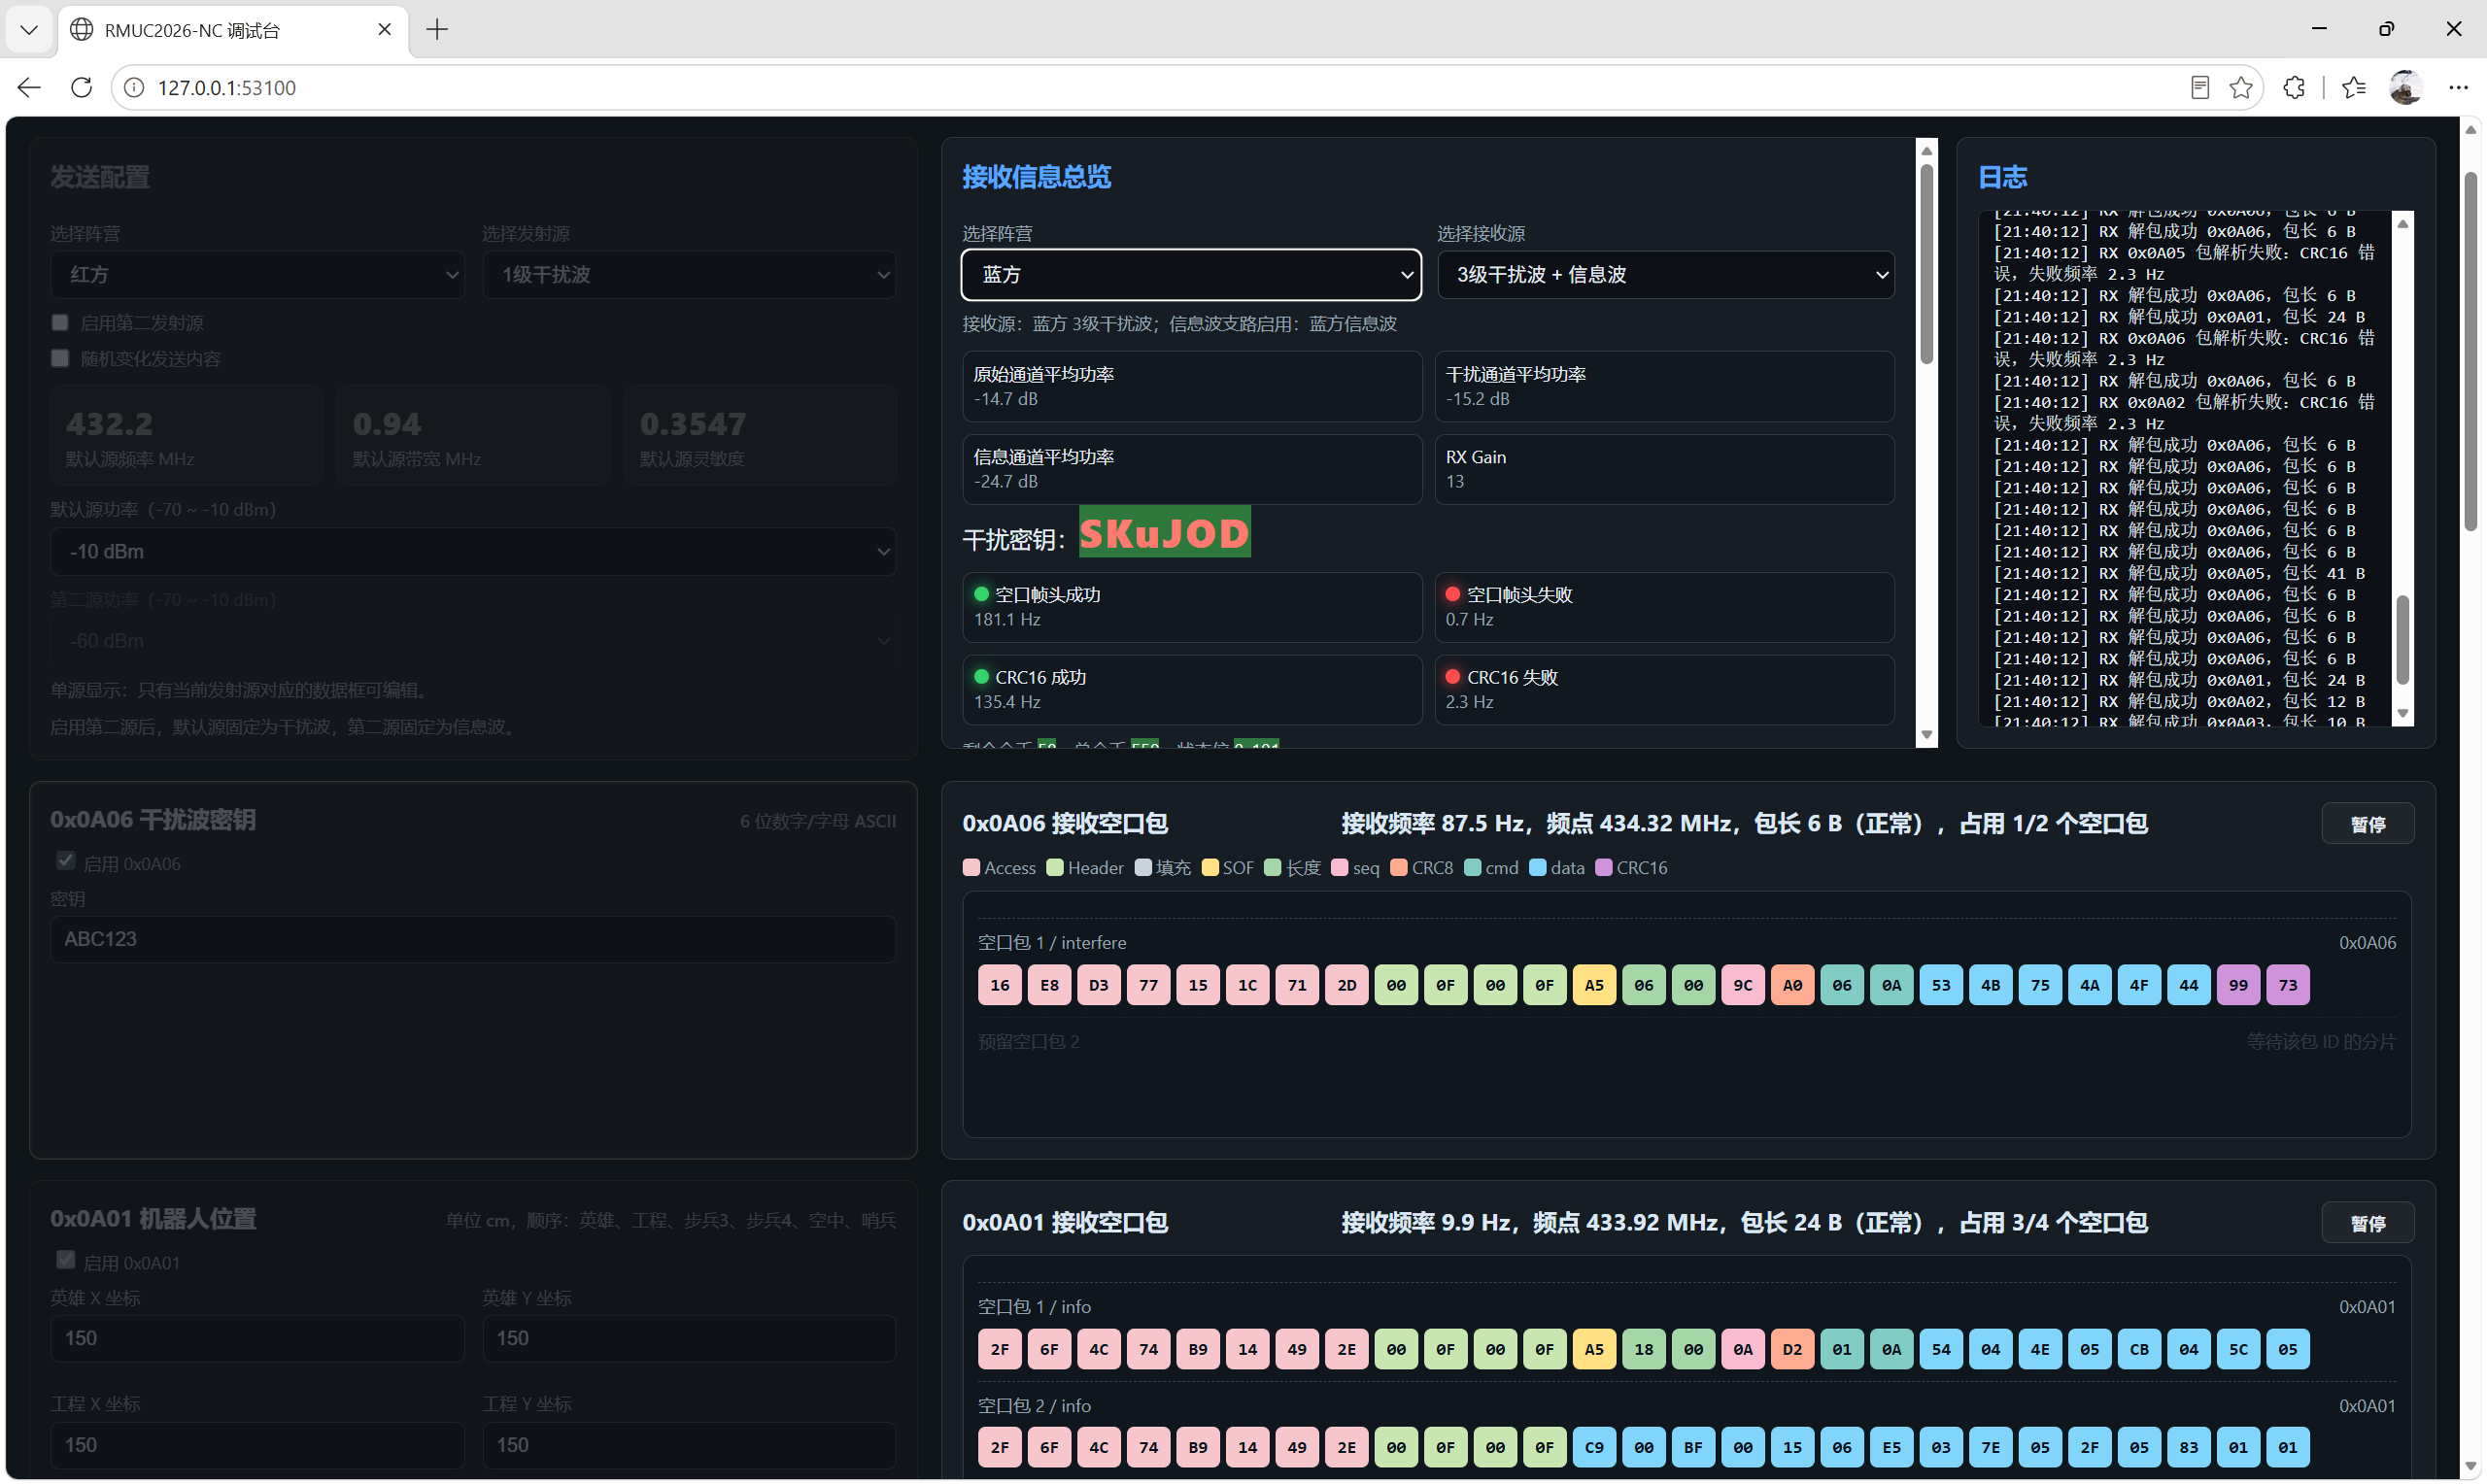 RMUC2026-NC 调试台
127.0.0.1:53100
发送配置
选择阵营
选择发射源
红方
1级干扰波
启用第二发射源
随机变化发送内容
432.2
默认源频率 MHz
0.94
默认源带宽 MHz
0.3547
默认源灵敏度
默认源功率（-70 ~ -10 dBm）
-10 dBm
第二源功率（-70 ~ -10 dBm）
-60 dBm
单源显示：只有当前发射源对应的数据框可编辑。
启用第二源后，默认源固定为干扰波，第二源固定为信息波。
接收信息总览
选择阵营
选择接收源
蓝方
3级干扰波 + 信息波
接收源：蓝方 3级干扰波；信息波支路启用：蓝方信息波
原始通道平均功率
-14.7 dB
干扰通道平均功率
-15.2 dB
信息通道平均功率
-24.7 dB
RX Gain
13
干扰密钥：SKuJOD
空口帧头成功
181.1 Hz
空口帧头失败
0.7 Hz
CRC16 成功
135.4 Hz
CRC16 失败
2.3 Hz
日志
[21:40:12] RX 解包成功 0x0A06，包长 6 B
[21:40:12] RX 解包成功 0x0A06，包长 6 B
[21:40:12] RX 0x0A05 包解析失败：CRC16 错
误，失败频率 2.3 Hz
[21:40:12] RX 解包成功 0x0A06，包长 6 B
[21:40:12] RX 解包成功 0x0A01，包长 24 B
[21:40:12] RX 0x0A06 包解析失败：CRC16 错
误，失败频率 2.3 Hz
[21:40:12] RX 解包成功 0x0A06，包长 6 B
[21:40:12] RX 0x0A02 包解析失败：CRC16 错
误，失败频率 2.3 Hz
[21:40:12] RX 解包成功 0x0A06，包长 6 B
[21:40:12] RX 解包成功 0x0A06，包长 6 B
[21:40:12] RX 解包成功 0x0A06，包长 6 B
[21:40:12] RX 解包成功 0x0A06，包长 6 B
[21:40:12] RX 解包成功 0x0A06，包长 6 B
[21:40:12] RX 解包成功 0x0A06，包长 6 B
[21:40:12] RX 解包成功 0x0A05，包长 41 B
[21:40:12] RX 解包成功 0x0A06，包长 6 B
[21:40:12] RX 解包成功 0x0A06，包长 6 B
[21:40:12] RX 解包成功 0x0A06，包长 6 B
[21:40:12] RX 解包成功 0x0A06，包长 6 B
[21:40:12] RX 解包成功 0x0A01，包长 24 B
[21:40:12] RX 解包成功 0x0A02，包长 12 B
[21:40:12] RX 解包成功 0x0A03，包长 10 B
0x0A06 干扰波密钥
6 位数字/字母 ASCII
启用 0x0A06
密钥
ABC123
0x0A06 接收空口包
接收频率 87.5 Hz，频点 434.32 MHz，包长 6 B（正常），占用 1/2 个空口包
暂停
Access Header 填充 SOF 长度 seq CRC8 cmd data CRC16
空口包 1 / interfere
0x0A06
16 E8 D3 77 15 1C 71 2D 00 0F 00 0F A5 06 00 9C A0 06 0A 53 4B 75 4A 4F 44 99 73
预留空口包 2
等待该包 ID 的分片
0x0A01 机器人位置
单位 cm，顺序：英雄、工程、步兵3、步兵4、空中、哨兵
启用 0x0A01
英雄 X 坐标
英雄 Y 坐标
150
150
工程 X 坐标
工程 Y 坐标
150
150
0x0A01 接收空口包
接收频率 9.9 Hz，频点 433.92 MHz，包长 24 B（正常），占用 3/4 个空口包
暂停
空口包 1 / info
0x0A01
2F 6F 4C 74 B9 14 49 2E 00 0F 00 0F A5 18 00 0A D2 01 0A 54 04 4E 05 CB 04 5C 05
空口包 2 / info
0x0A01
2F 6F 4C 74 B9 14 49 2E 00 0F 00 0F C9 00 BF 00 15 06 E5 03 7E 05 2F 05 83 01 01